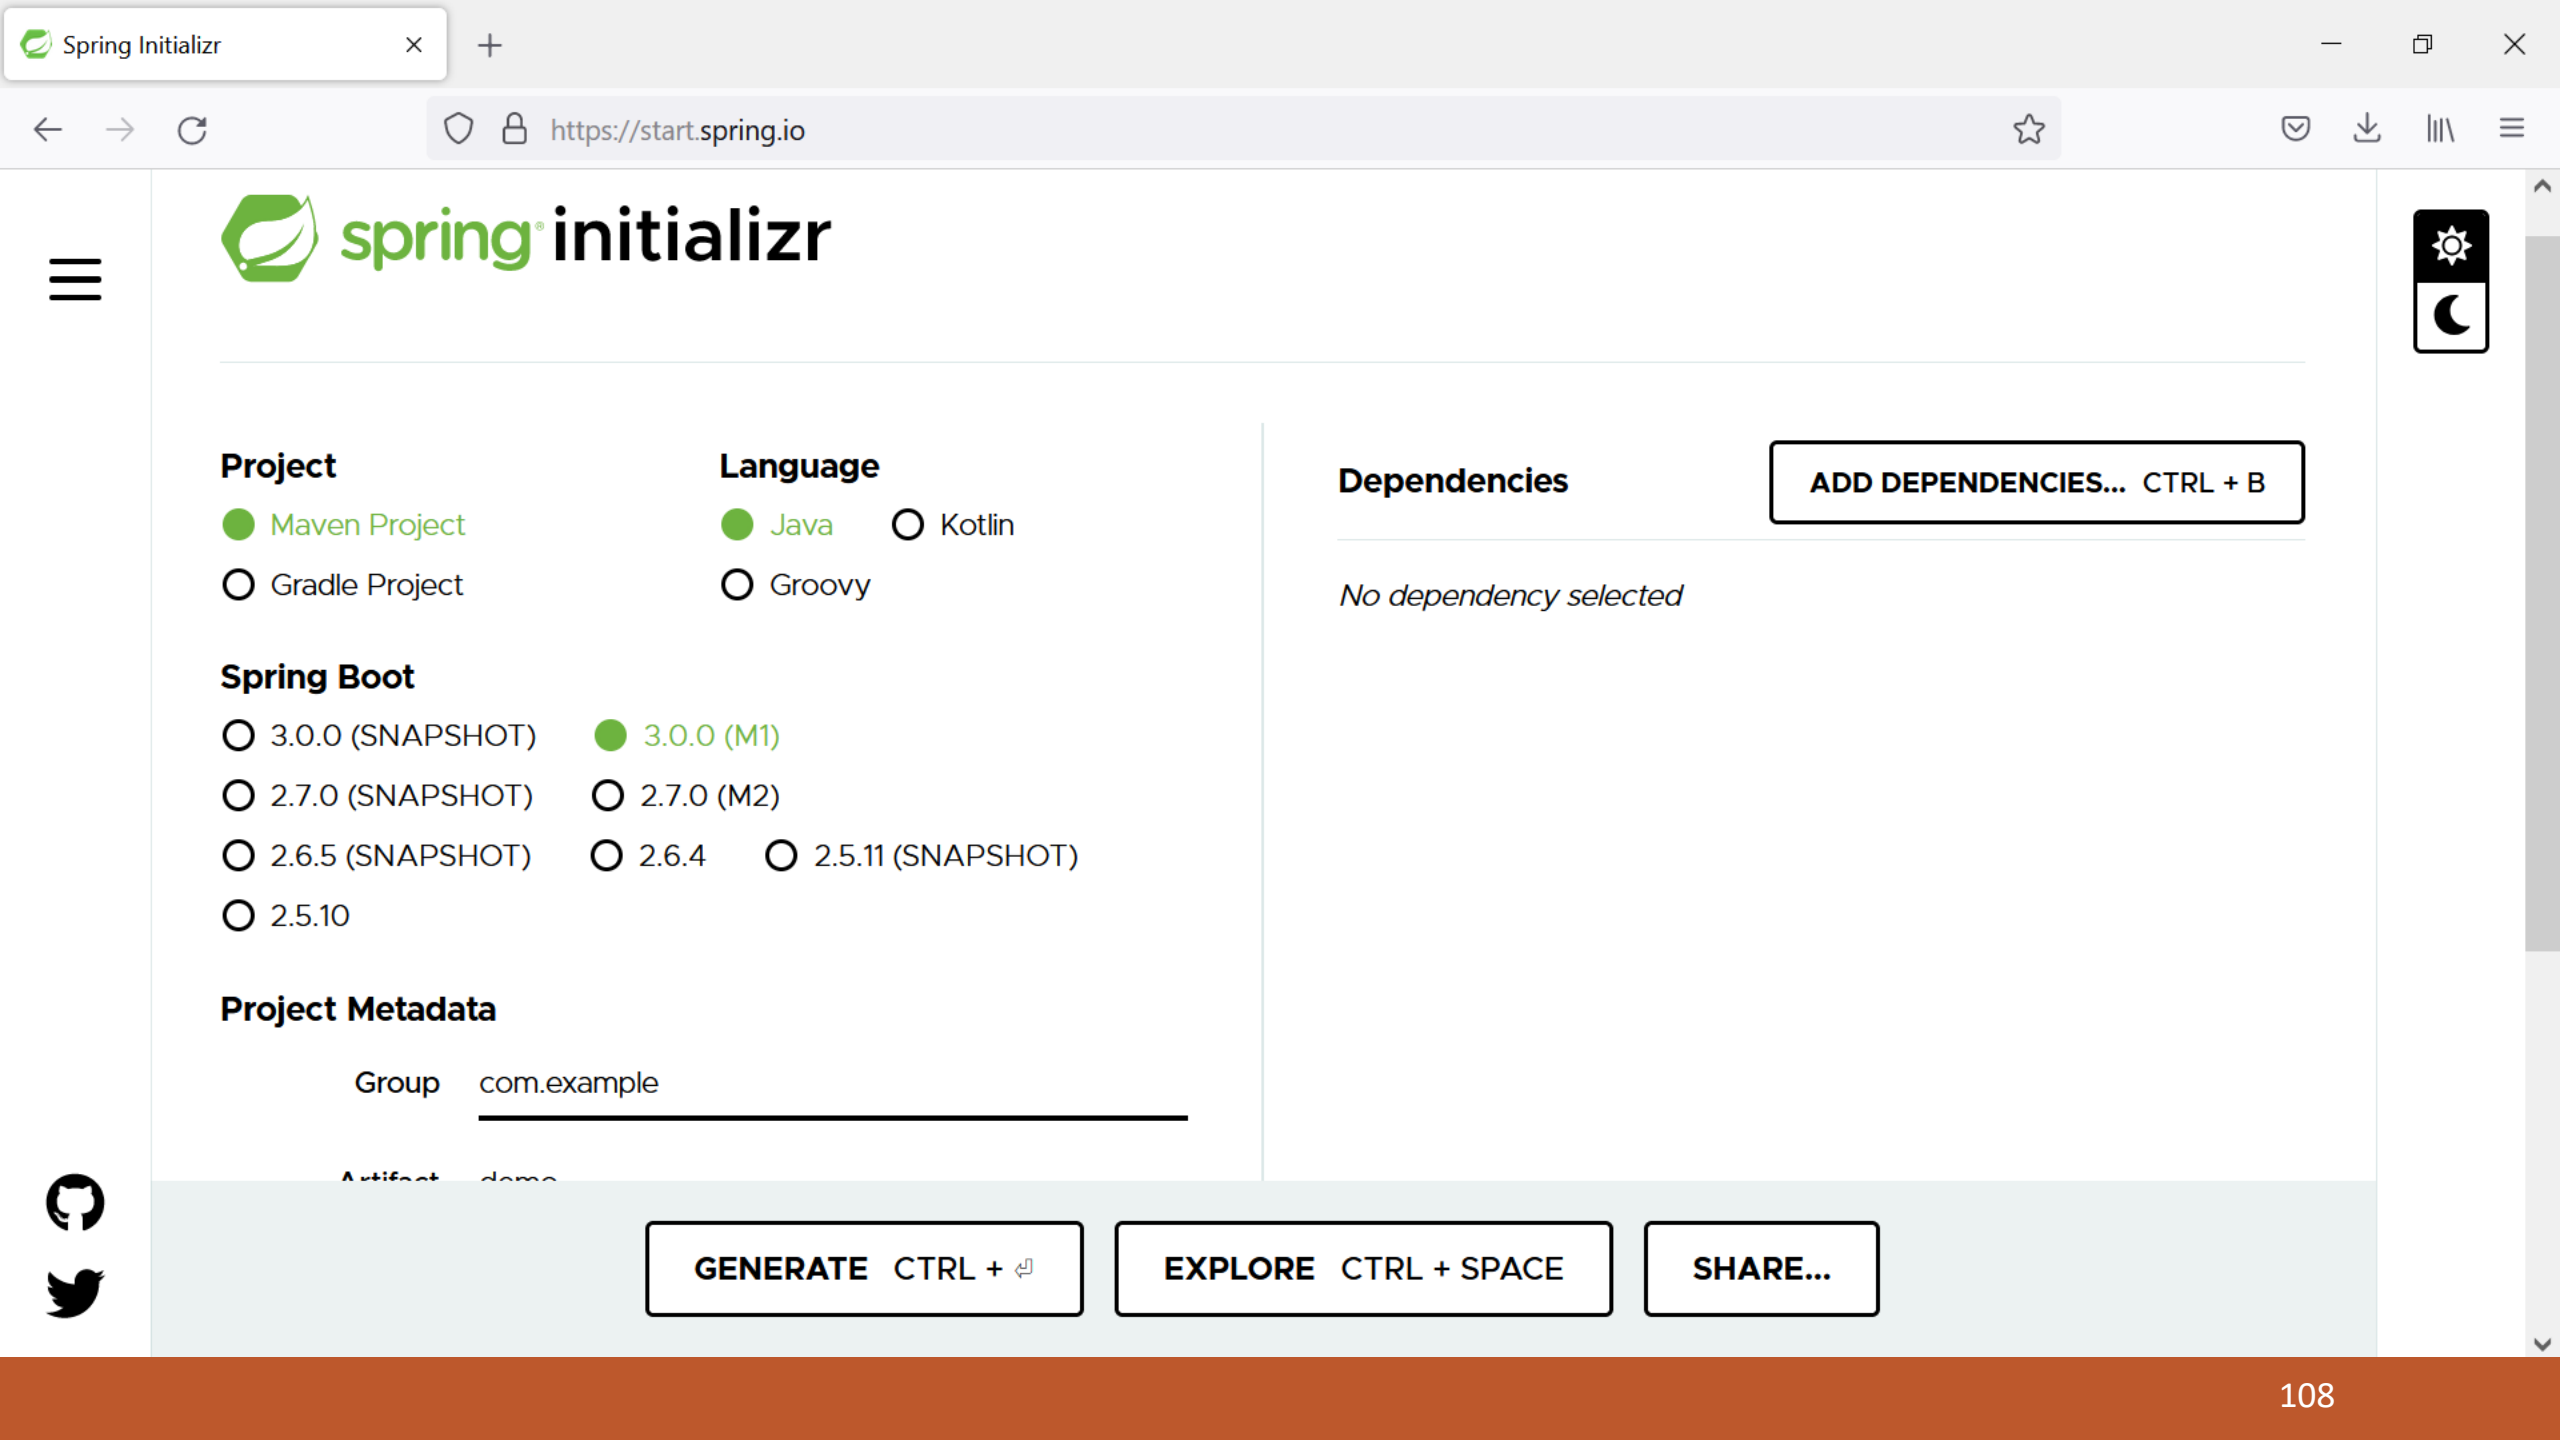 Spring Initializr
https://start.spring.io
spring initializr
Project
Maven Project
Gradle Project
Language
Java Kotlin
Groovy
Spring Boot
3.0.0 (SNAPSHOT) 3.0.0 (M1)
2.7.0 (SNAPSHOT) 2.7.0 (M2)
2.6.5 (SNAPSHOT) 2.6.4 2.5.11 (SNAPSHOT)
2.5.10
Project Metadata
Group com.example
Artifact demo
Dependencies ADD DEPENDENCIES... CTRL + B
No dependency selected
GENERATE CTRL + ⏎ EXPLORE CTRL + SPACE SHARE...
108